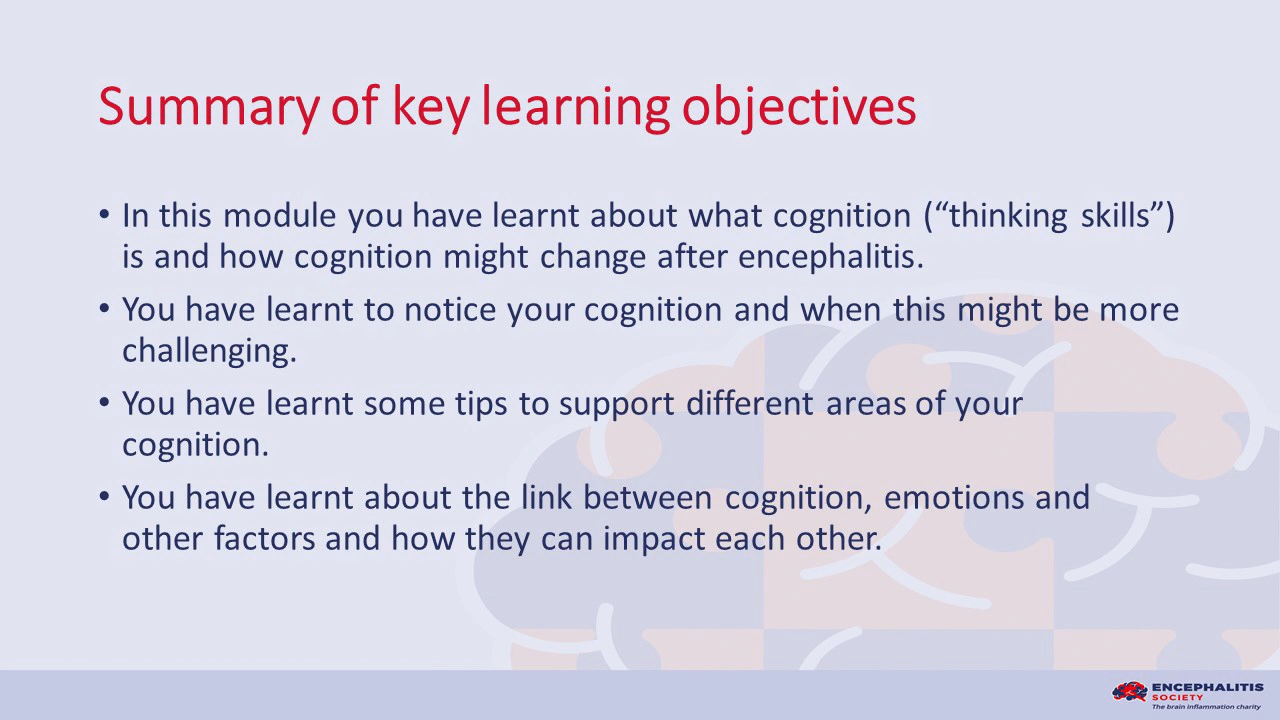 Summary of key learning objectives
• In this module you have learnt about what cognition (“thinking skills”)
is and how cognition might change after encephalitis.
• You have learnt to notice your cognition and when this might be more
challenging.
• You have learnt some tips to support different areas of your
cognition.
• You have learnt about the link between cognition, emotions and
other factors and how they can impact each other.
ENCEPHALITIS
SOCIETY
The brain inflammation charity